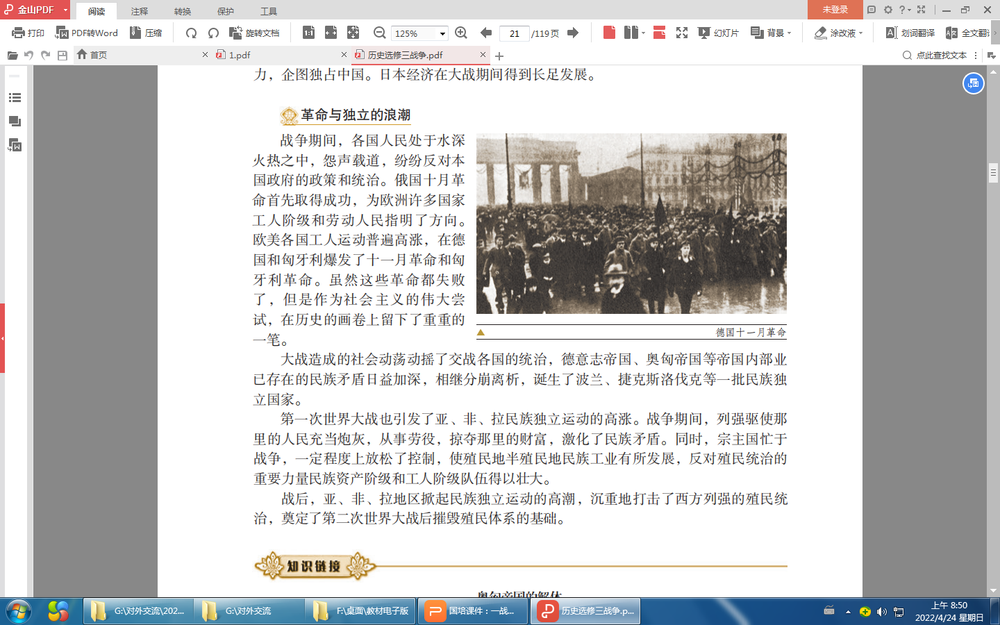 金山PDF
阅读
注释
转换
保护
工具
未登录
打印
PDF转Word
压缩
旋转文档
1:1
125%
21
/119页
幻灯片
背景
涂改液
划词翻译
全文翻译
首页
1.pdf
历史选修三战争.pdf
点此查找文本
力，企图独占中国。日本经济在大战期间得到长足发展。
革命与独立的浪潮
战争期间，各国人民处于水深
火热之中，怨声载道，纷纷反对本
国政府的政策和统治。俄国十月革
命首先取得成功，为欧洲许多国家
工人阶级和劳动人民指明了方向。
欧美各国工人运动普遍高涨，在德
国和匈牙利爆发了十一月革命和匈
牙利革命。虽然这些革命都失败
了，但是作为社会主义的伟大尝
试，在历史的画卷上留下了重重的
一笔。
德国十一月革命
大战造成的社会动荡动摇了交战各国的统治，德意志帝国、奥匈帝国等帝国内部业
已存在的民族矛盾日益加深，相继分崩离析，诞生了波兰、捷克斯洛伐克等一批民族独
立国家。
第一次世界大战也引发了亚、非、拉民族独立运动的高涨。战争期间，列强驱使那
里的人民充当炮灰，从事劳役，掠夺那里的财富，激化了民族矛盾。同时，宗主国忙于
战争，一定程度上放松了控制，使殖民地半殖民地民族工业有所发展，反对殖民统治的
重要力量民族资产阶级和工人阶级队伍得以壮大。
战后，亚、非、拉地区掀起民族独立运动的高潮，沉重地打击了西方列强的殖民统
治，奠定了第二次世界大战后摧毁殖民体系的基础。
知识链接
奥匈帝国的解体
G:\对外交流\202...
G:\对外交流
F:\桌面\教材电子版
国培课件：一战...
历史选修三战争.p...
上午 8:50
2022/4/24 星期日